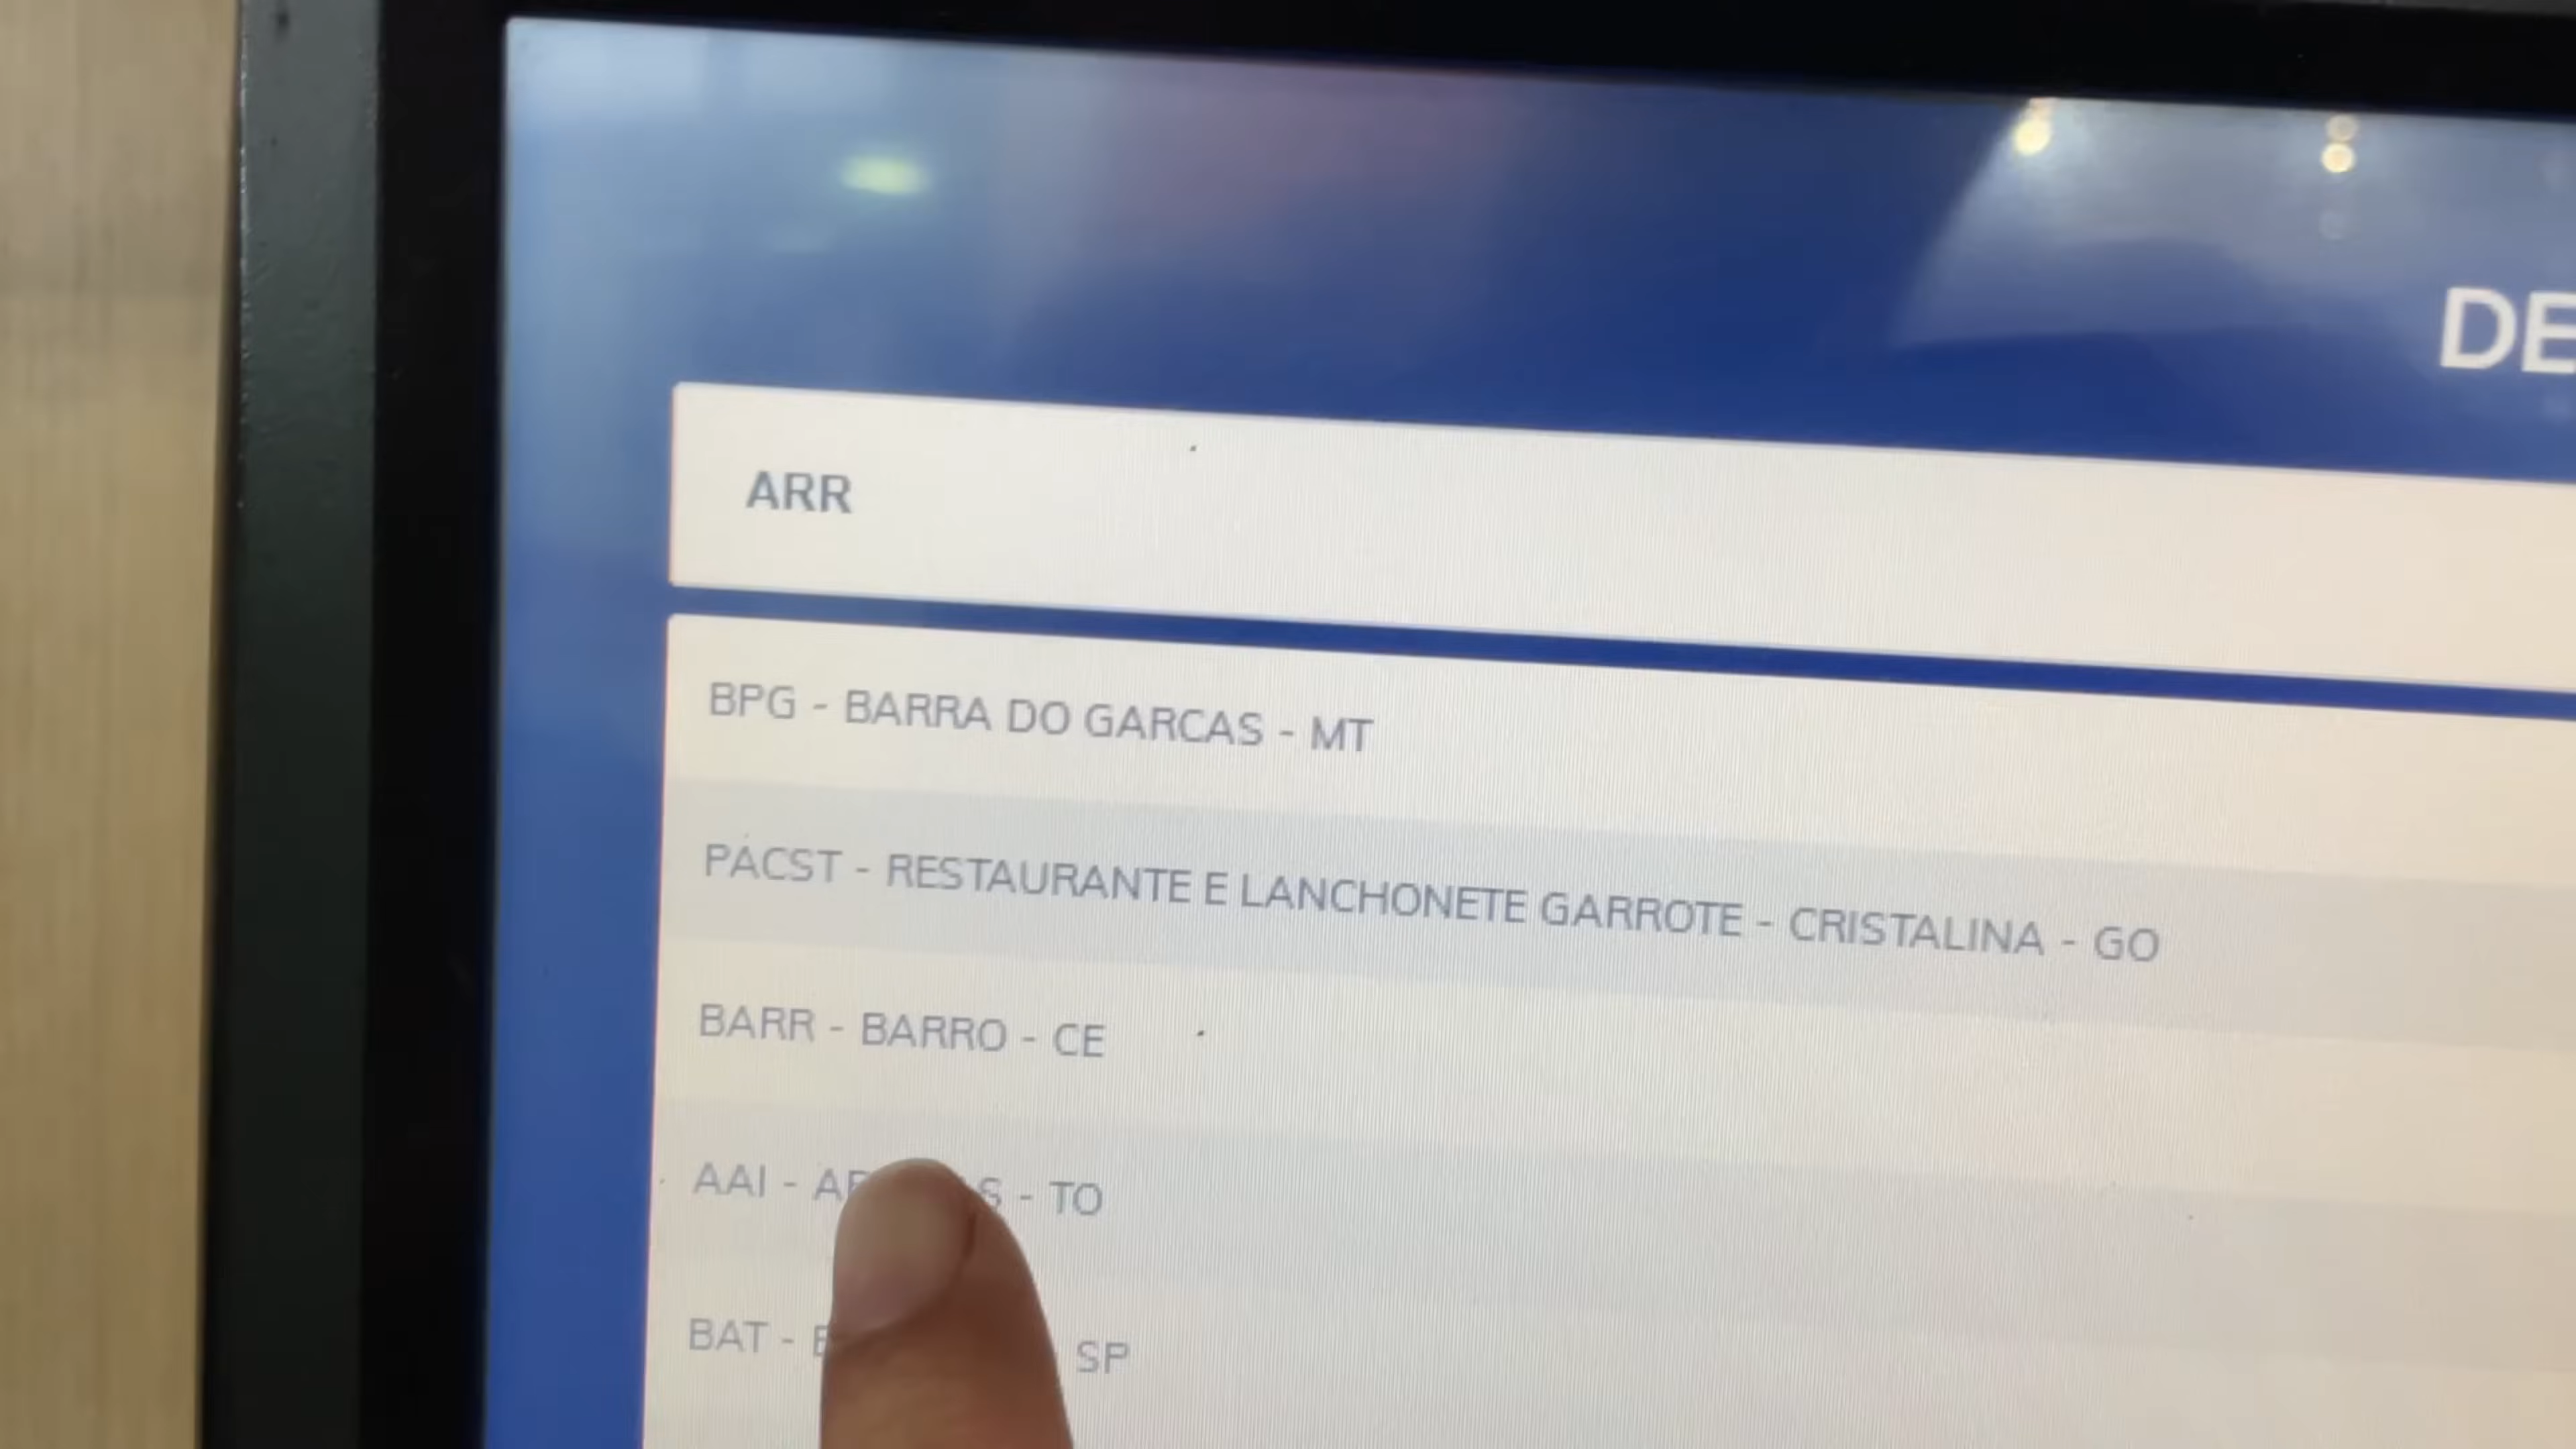 DE
ARR
BPG - BARRA DO GARCAS - MT
PACST - RESTAURANTE E LANCHONETE GARROTE - CRISTALINA - GO
BARR - BARRO - CE
AAI - - TO
BAT - SP